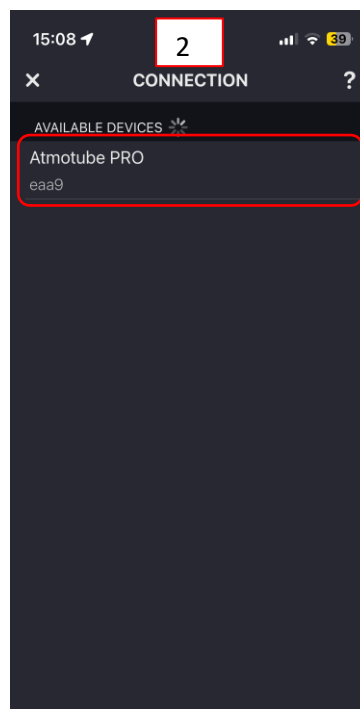 15:08
2
39
CONNECTION
?
AVAILABLE DEVICES
Atmotube PRO
eaa9